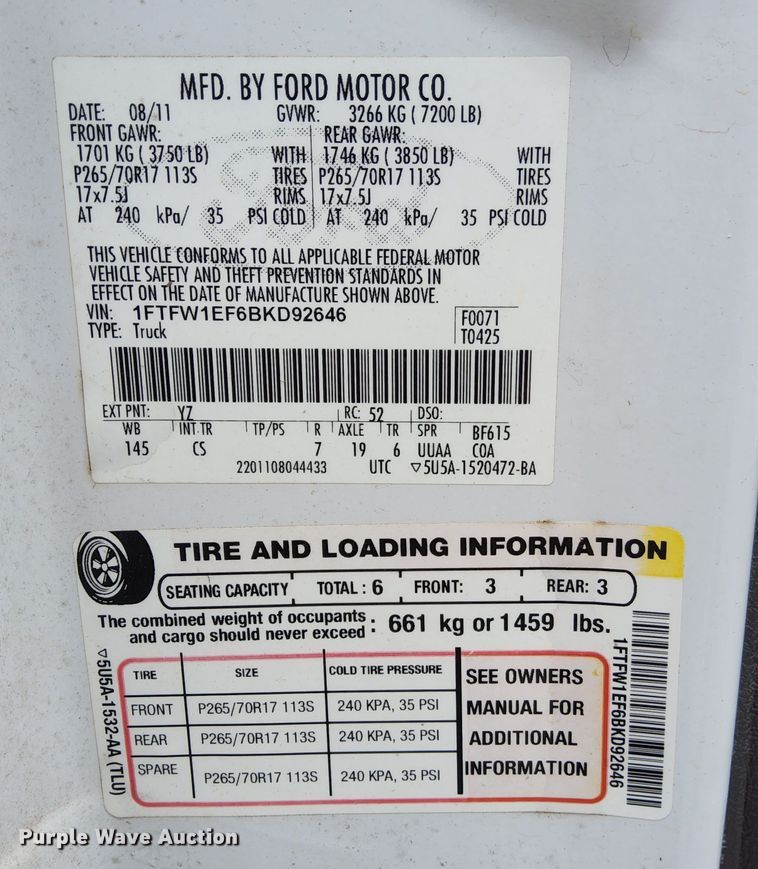 MFD. BY FORD MOTOR CO.
DATE: 08/11 GVWR: 3266 KG ( 7200 LB)
FRONT GAWR: REAR GAWR:
1701 KG ( 3750 LB) WITH 1746 KG ( 3850 LB) WITH
P265/70R17 113S TIRES P265/70R17 113S TIRES
17x7.5J RIMS 17x7.5J RIMS
AT 240 kPa/ 35 PSI COLD AT 240 kPa/ 35 PSI COLD
THIS VEHICLE CONFORMS TO ALL APPLICABLE FEDERAL MOTOR
VEHICLE SAFETY AND THEFT PREVENTION STANDARDS IN
EFFECT ON THE DATE OF MANUFACTURE SHOWN ABOVE.
VIN: 1FTFW1EF6BKD92646 F0071
TYPE: Truck T0425
EXT PNT: YZ RC: 52 DSO:
WB INT TR TP/PS R AXLE TR SPR BF615
145 CS 7 19 6 UUAA COA
2201108044433 UTC ▽5U5A-1520472-BA
TIRE AND LOADING INFORMATION
SEATING CAPACITY TOTAL : 6 FRONT: 3 REAR: 3
The combined weight of occupants
and cargo should never exceed : 661 kg or 1459 lbs.
TIRE SIZE COLD TIRE PRESSURE
FRONT P265/70R17 113S 240 KPA, 35 PSI
REAR P265/70R17 113S 240 KPA, 35 PSI
SPARE P265/70R17 113S 240 KPA, 35 PSI
SEE OWNERS
MANUAL FOR
ADDITIONAL
INFORMATION
▽5U5A-1532-AA (TLU)
1FTFW1EF6BKD92646
Purple Wave Auction